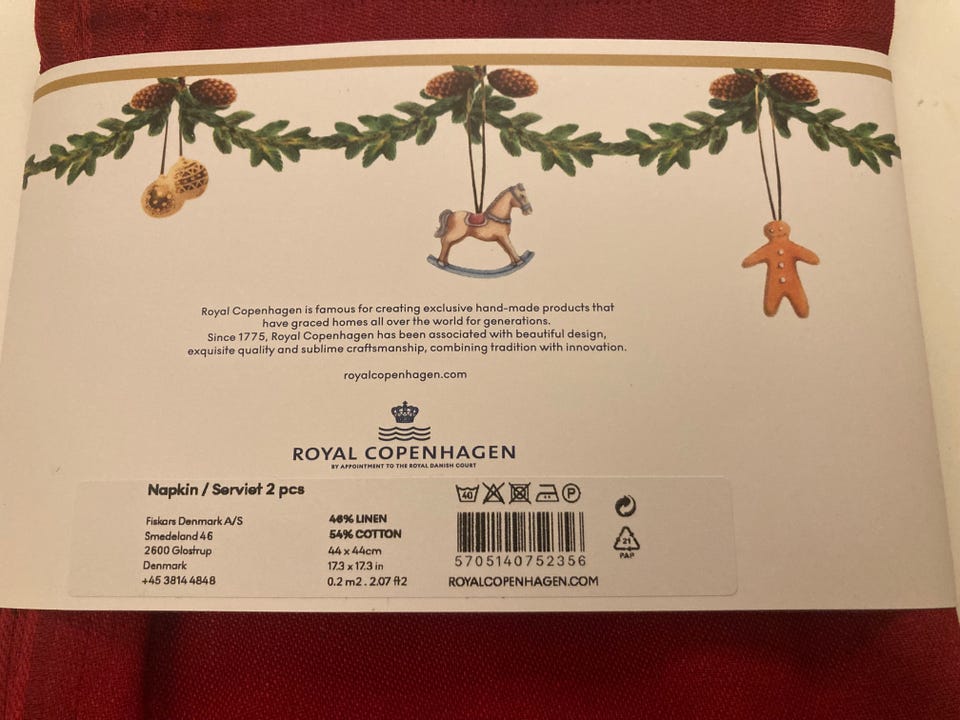 Royal Copenhagen is famous for creating exclusive hand-made products that
have graced homes all over the world for generations.
Since 1775, Royal Copenhagen has been associated with beautiful design,
exquisite quality and sublime craftsmanship, combining tradition with innovation.
royalcopenhagen.com
ROYAL COPENHAGEN
BY APPOINTMENT TO THE ROYAL DANISH COURT
Napkin / Serviet 2 pcs
Fiskars Denmark A/S
Smedeland 46
2600 Glostrup
Denmark
+45 3814 4848
46% LINEN
54% COTTON
44 x 44cm
17.3 x 17.3 in
0.2 m2 . 2.07 ft2
40
P
5705140752356
ROYALCOPENHAGEN.COM
21
PAP